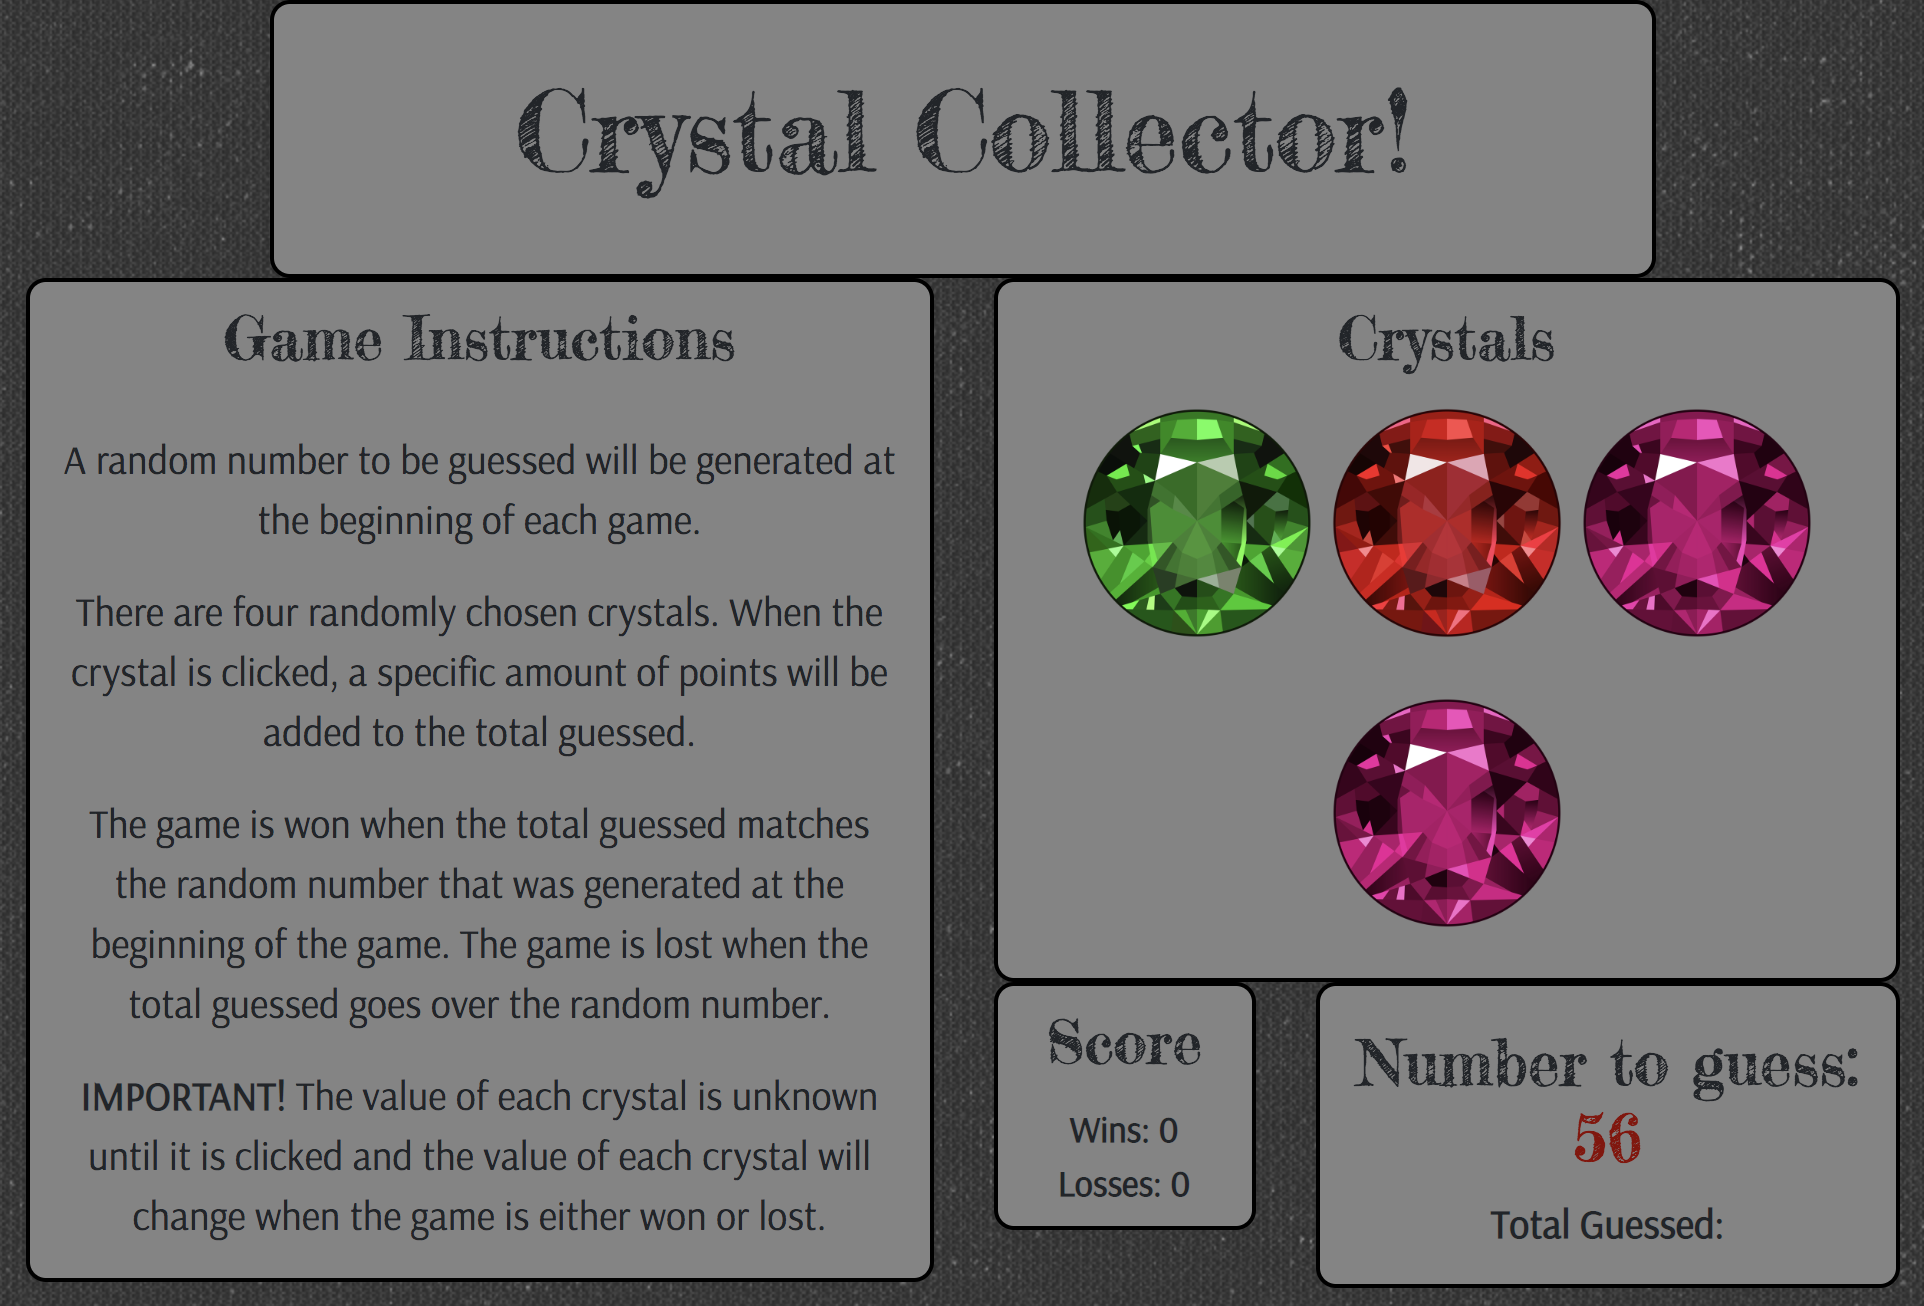 Crystal Collector!
Game Instructions
A random number to be guessed will be generated at
the beginning of each game.
There are four randomly chosen crystals. When the
crystal is clicked, a specific amount of points will be
added to the total guessed.
The game is won when the total guessed matches
the random number that was generated at the
beginning of the game. The game is lost when the
total guessed goes over the random number.
IMPORTANT! The value of each crystal is unknown
until it is clicked and the value of each crystal will
change when the game is either won or lost.
Crystals
Score
Wins: 0
Losses: 0
Number to guess:
56
Total Guessed: